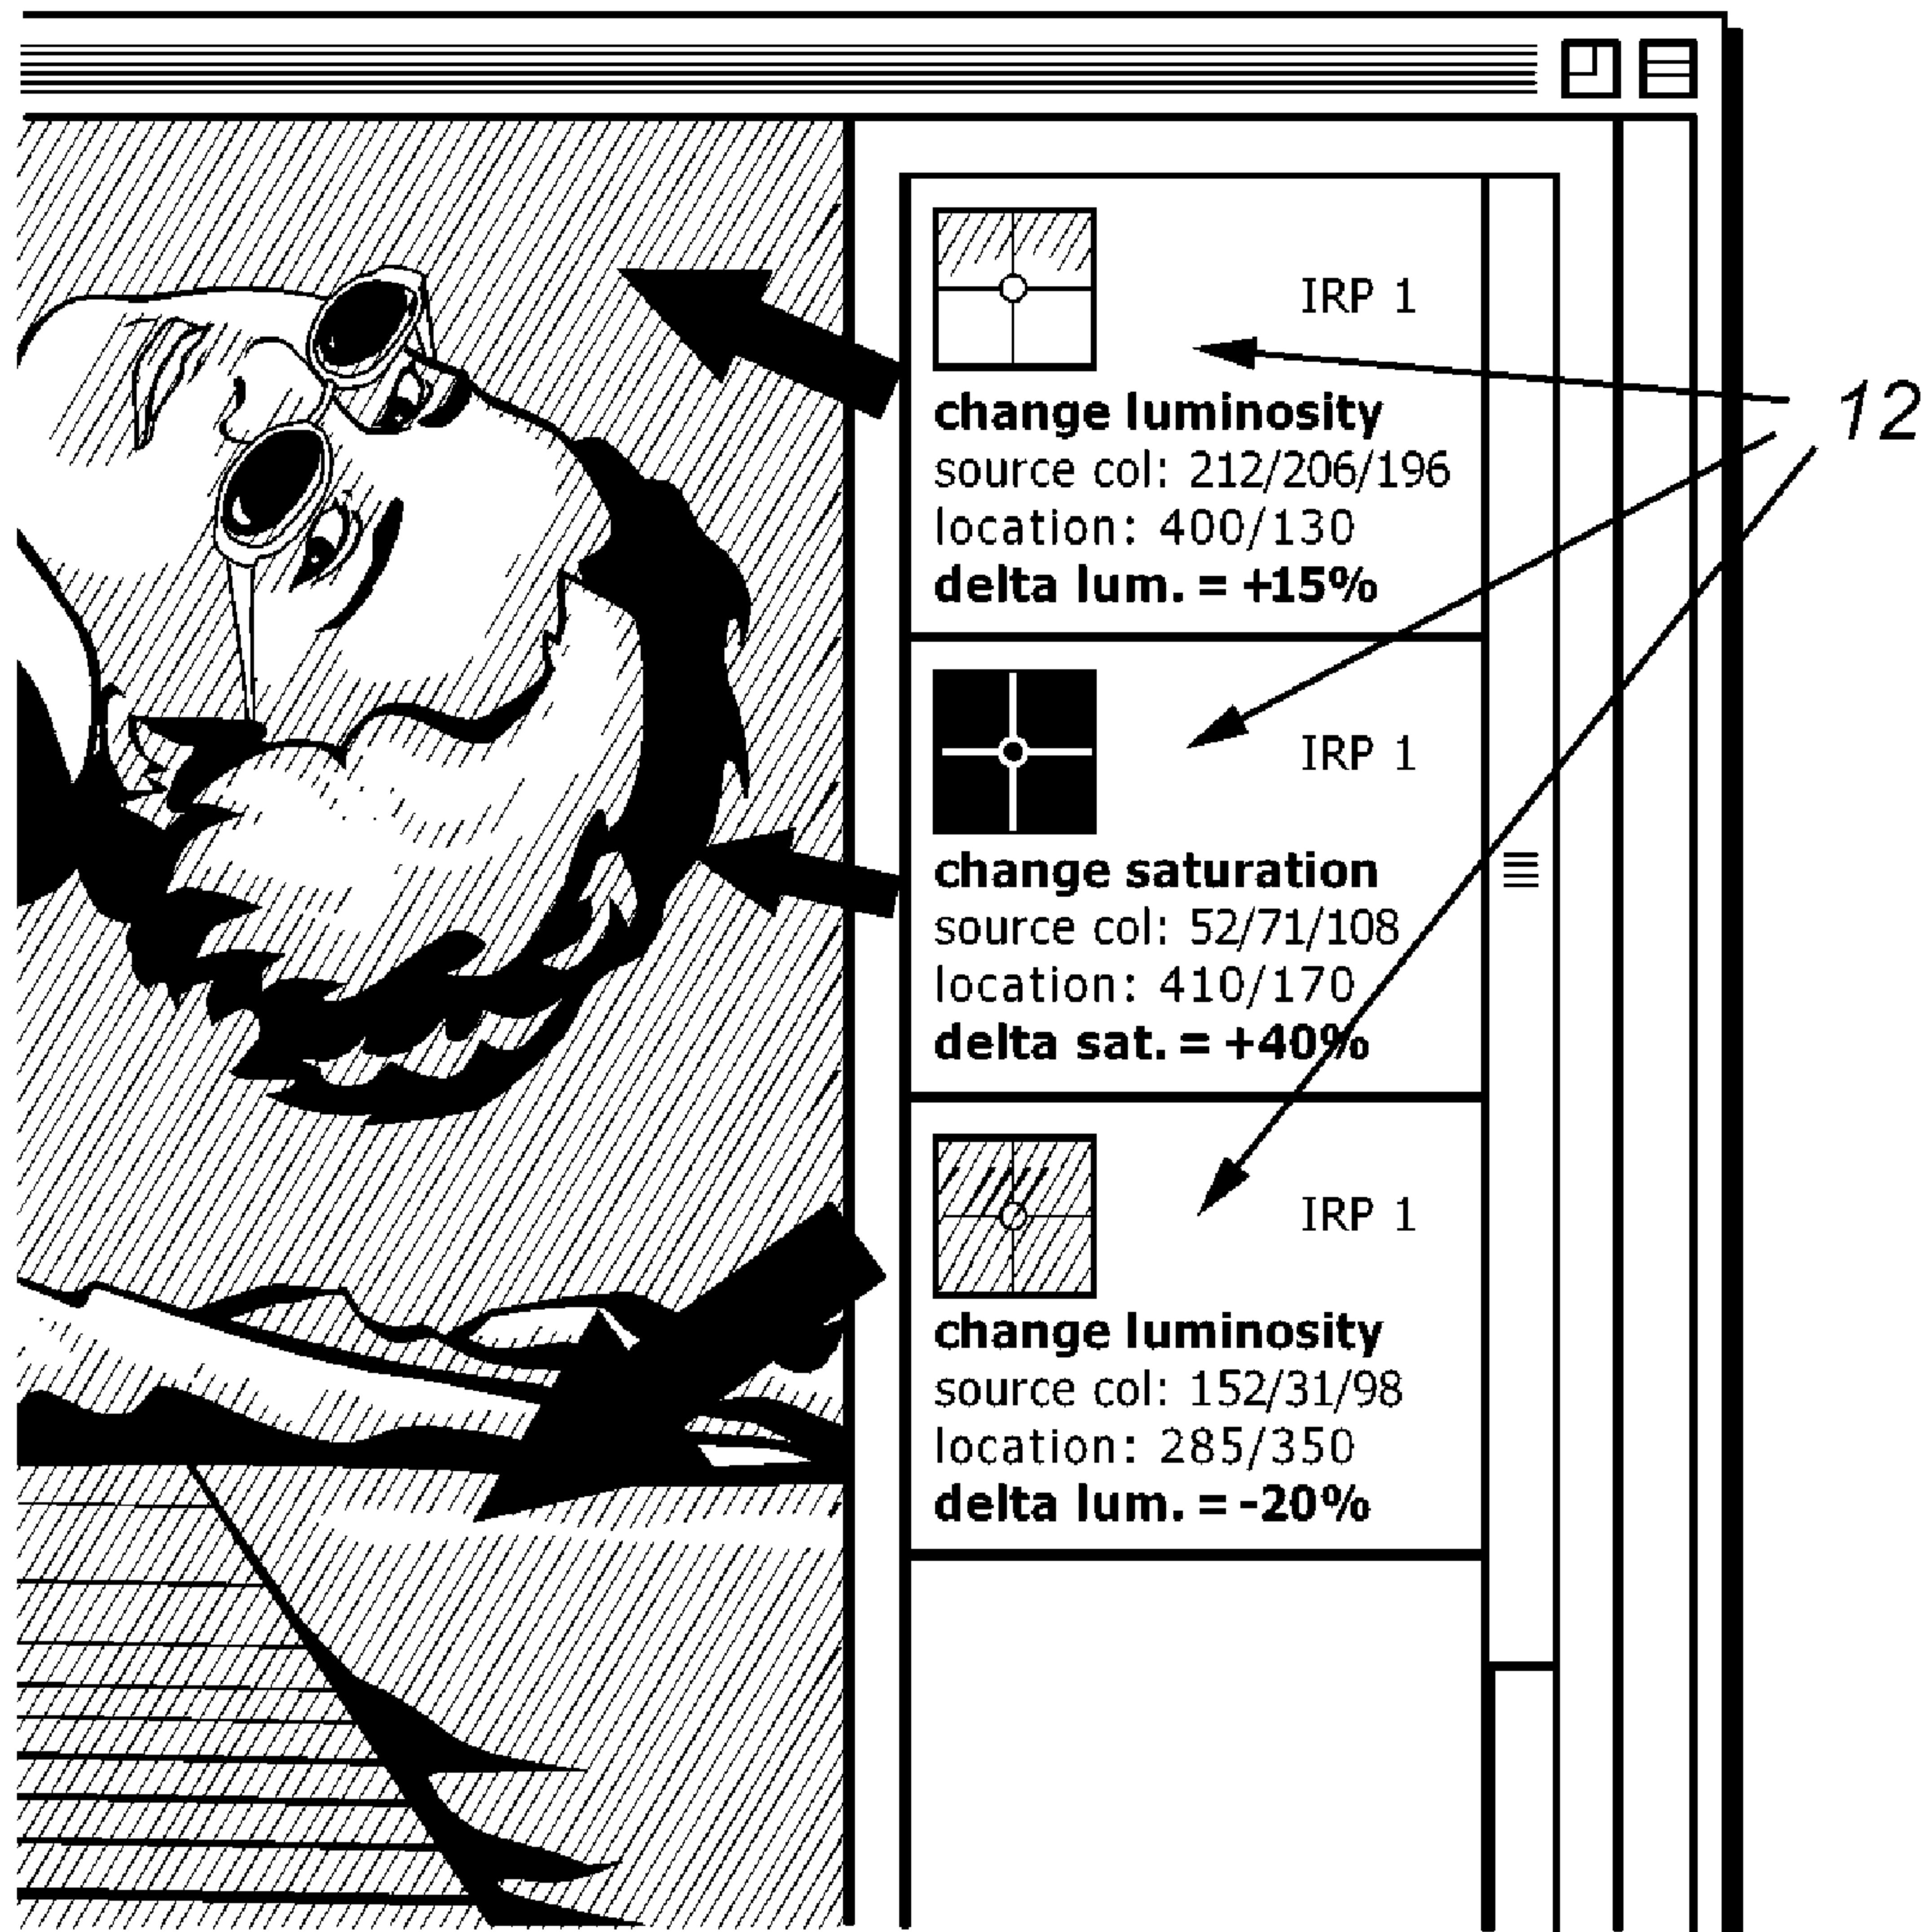 IRP 1
change luminosity
source col: 212/206/196
location: 400/130
delta lum. = +15%
12
IRP 1
change saturation
source col: 52/71/108
location: 410/170
delta sat. = +40%
IRP 1
change luminosity
source col: 152/31/98
location: 285/350
delta lum. = -20%